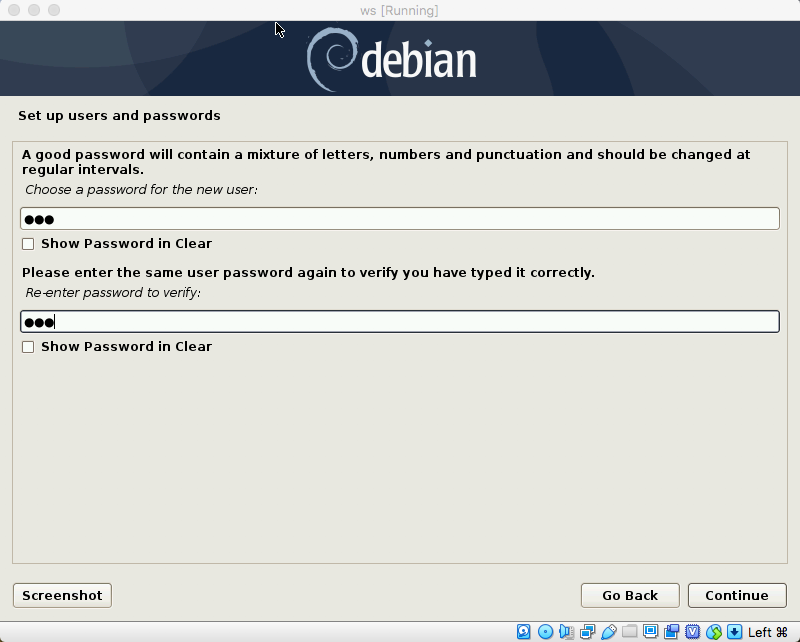 ws [Running]
debian
Set up users and passwords
A good password will contain a mixture of letters, numbers and punctuation and should be changed at
regular intervals.
Choose a password for the new user:
●●●
Show Password in Clear
Please enter the same user password again to verify you have typed it correctly.
Re-enter password to verify:
●●●
Show Password in Clear
Screenshot
Go Back
Continue
Left ⌘